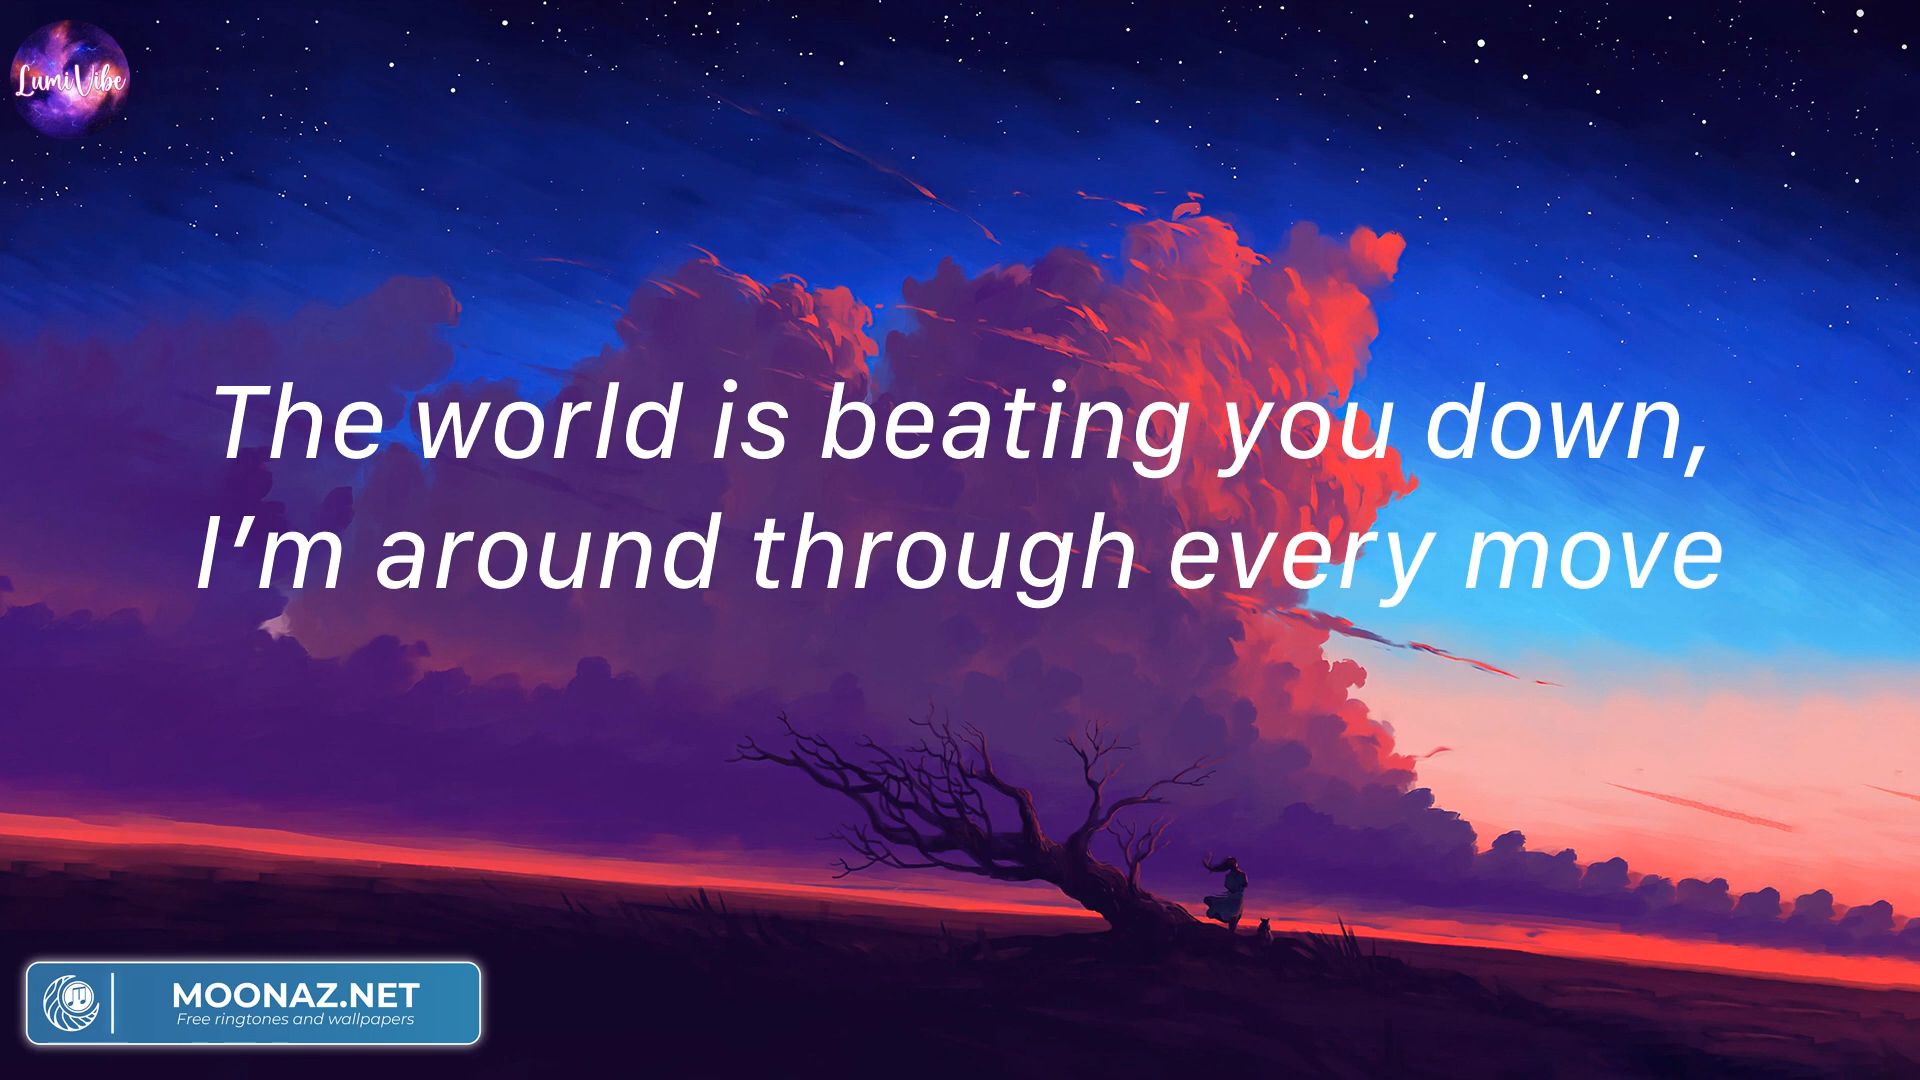 LumiVibe
The world is beating you down,
I’m around through every move
MOONAZ.NET
Free ringtones and wallpapers